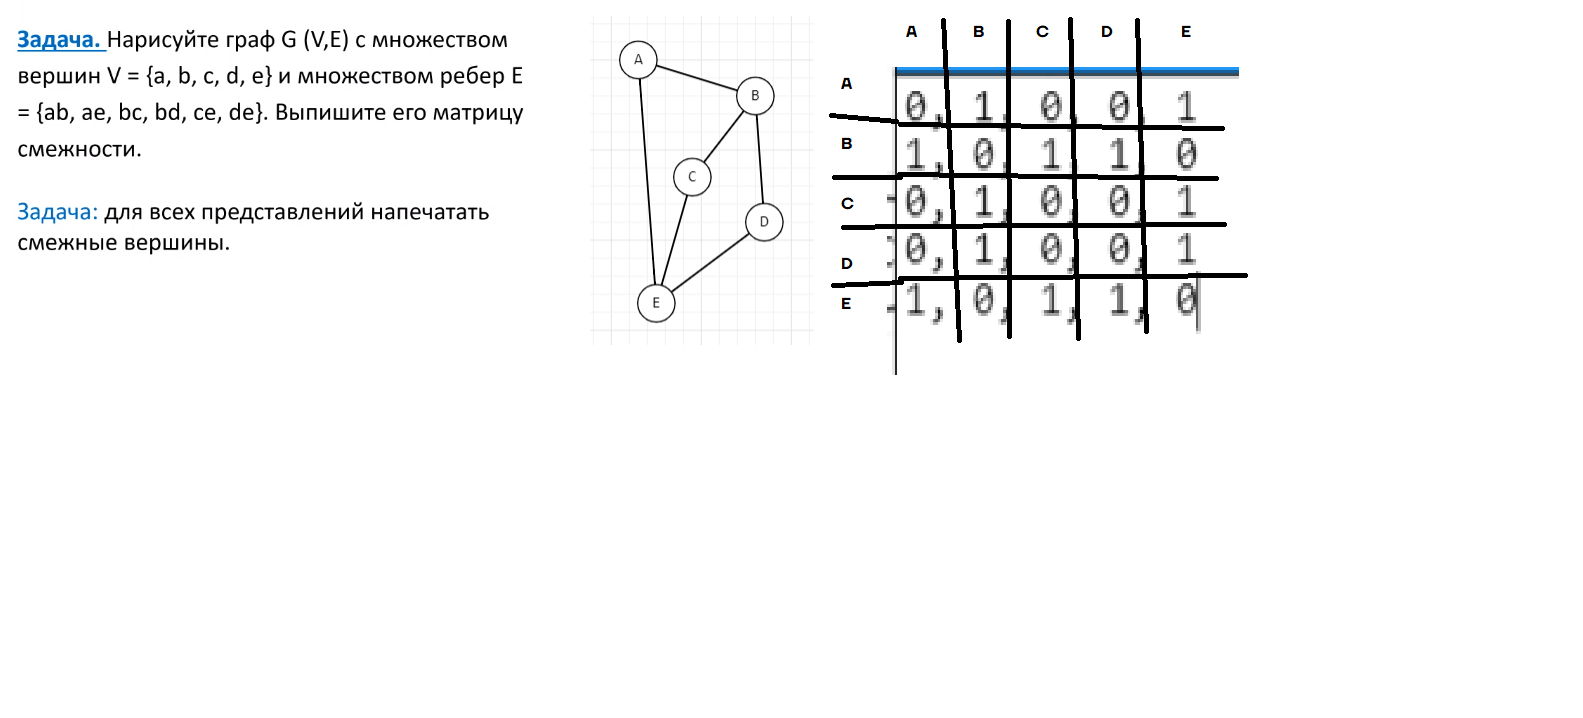 Задача. Нарисуйте граф G (V,E) с множеством
вершин V = {a, b, c, d, e} и множеством ребер E
= {ab, ae, bc, bd, ce, de}. Выпишите его матрицу
смежности.
Задача: для всех представлений напечатать
смежные вершины.
A
B
C
D
E
A B C D E
A 0, 1, 0, 0, 1
B 1, 0, 1, 1, 0
C 0, 1, 0, 0, 1
D 0, 1, 0, 0, 1
E 1, 0, 1, 1, 0